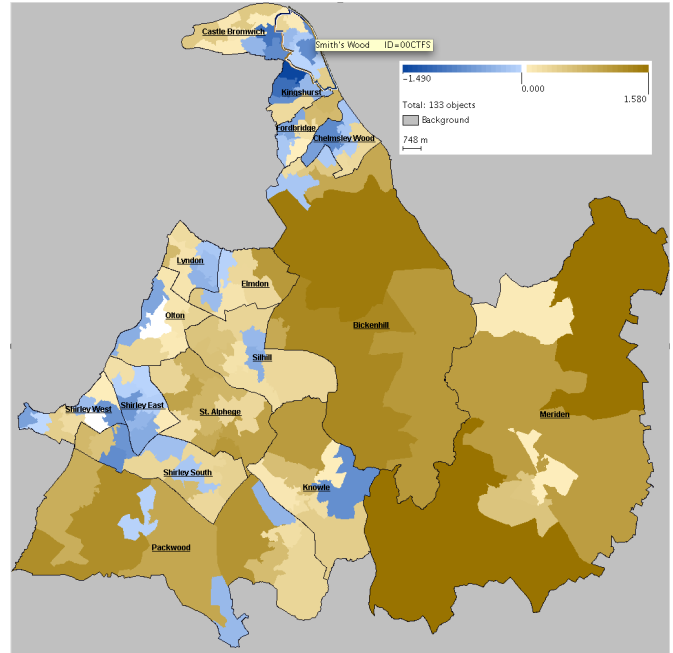 Castle Bromwich
Smith's Wood ID=00CTFS
−1.490
0.000
1.580
Total: 133 objects
Background
748 m
Kingshurst
Fordbridge
Chelmsley Wood
Lyndon
Elmdon
Olton
Bickenhill
Silhill
Shirley West
Shirley East
St. Alphege
Meriden
Shirley South
Knowle
Packwood